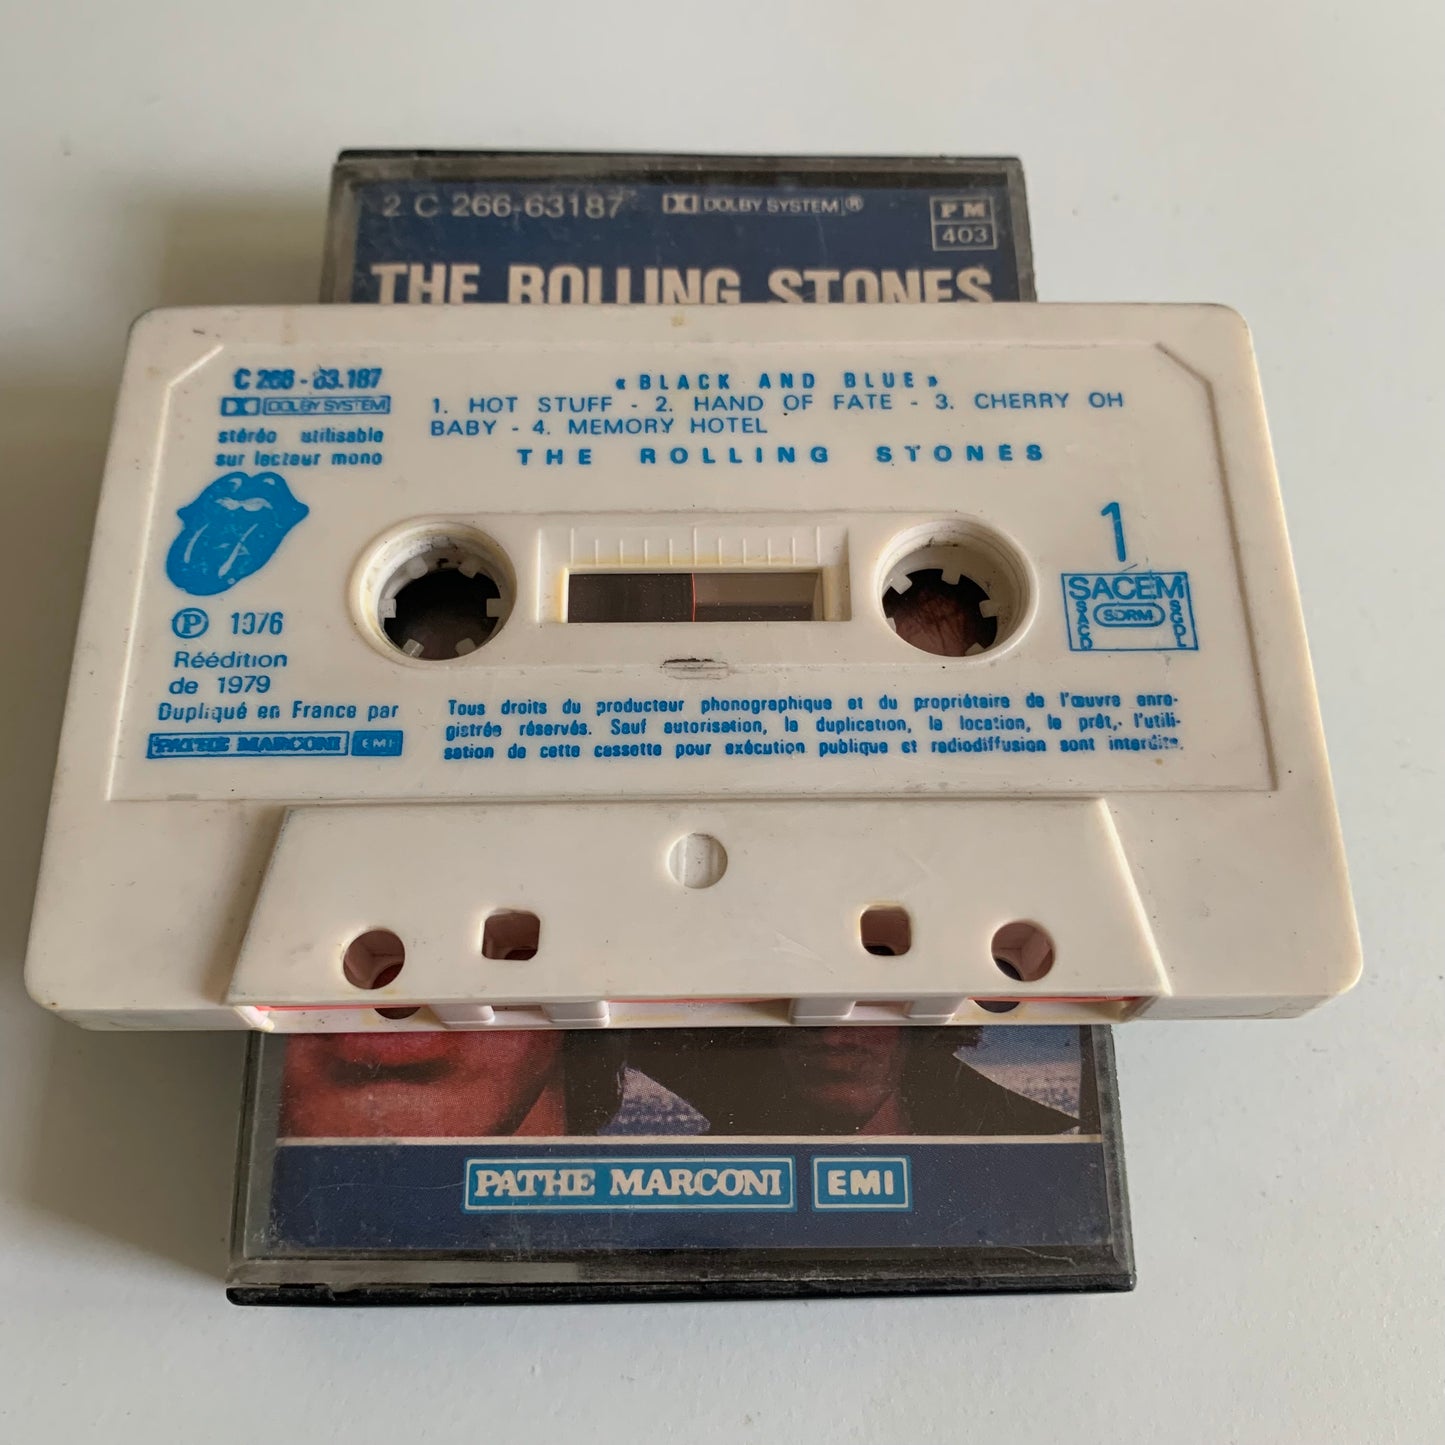 2 C 266-63187 DOLBY SYSTEM ®
PM
403
THE ROLLING STONES
C 266 - 63.187
DOLBY SYSTEM
stéréo utilisable
sur lecteur mono
« BLACK AND BLUE »
1. HOT STUFF - 2. HAND OF FATE - 3. CHERRY OH
BABY - 4. MEMORY HOTEL
THE ROLLING STONES
1
SACEM
SACD
SDRM
SGDL
Ⓟ 1976
Réédition
de 1979
Dupliqué en France par
PATHE MARCONI EMI
Tous droits du producteur phonographique et du propriétaire de l'œuvre enre-
gistrée réservés. Sauf autorisation, la duplication, la location, le prêt, l'utili-
sation de cette cassette pour exécution publique et radiodiffusion sont interdits.
PATHE MARCONI EMI